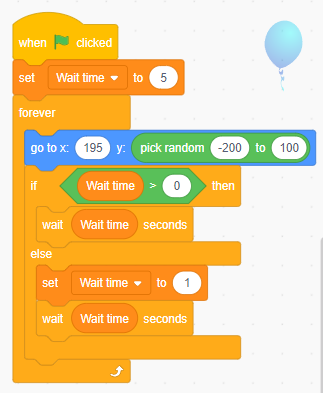 when clicked
set Wait time to 5
forever
go to x: 195 y: pick random -200 to 100
if Wait time > 0 then
wait Wait time seconds
else
set Wait time to 1
wait Wait time seconds